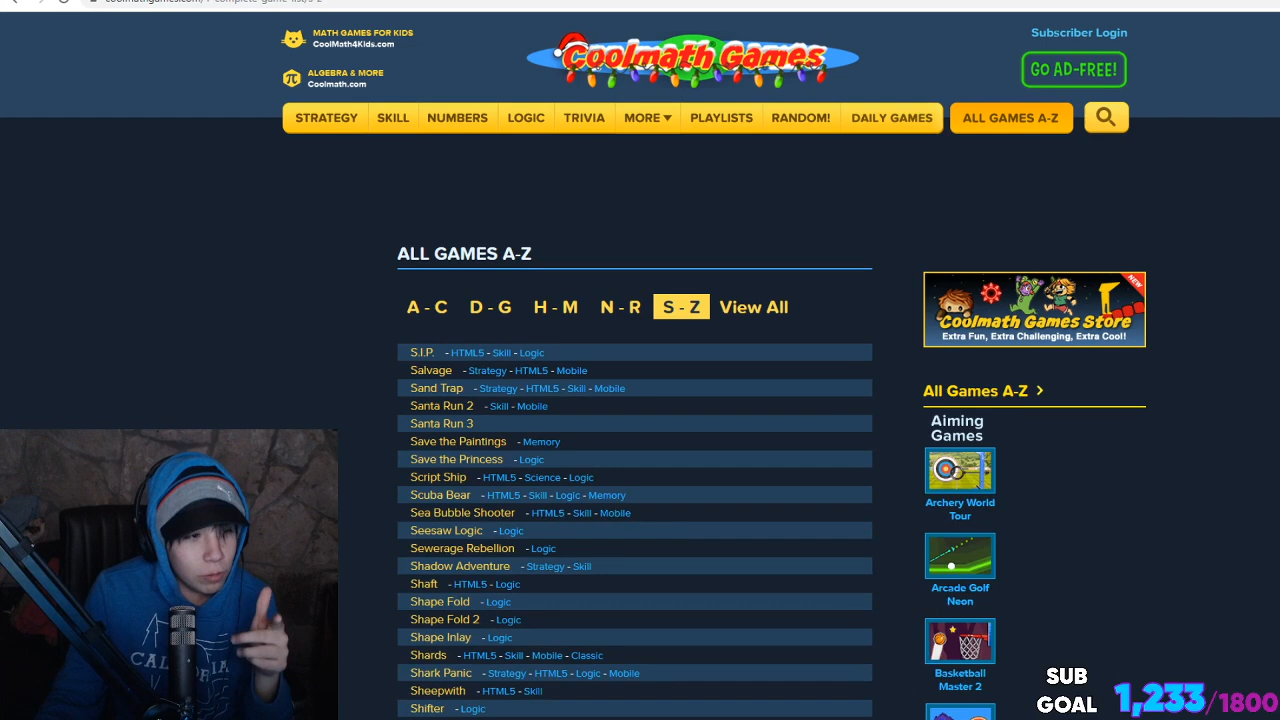 MATH GAMES FOR KIDS
CoolMath4Kids.com
ALGEBRA & MORE
Coolmath.com
Coolmath Games
Subscriber Login
GO AD-FREE!
STRATEGY SKILL NUMBERS LOGIC TRIVIA MORE PLAYLISTS RANDOM! DAILY GAMES ALL GAMES A-Z
ALL GAMES A-Z
A - C D - G H - M N - R S - Z View All
S.I.P. - HTML5 - Skill - Logic
Salvage - Strategy - HTML5 - Mobile
Sand Trap - Strategy - HTML5 - Skill - Mobile
Santa Run 2 - Skill - Mobile
Santa Run 3
Save the Paintings - Memory
Save the Princess - Logic
Script Ship - HTML5 - Science - Logic
Scuba Bear - HTML5 - Skill - Logic - Memory
Sea Bubble Shooter - HTML5 - Skill - Mobile
Seesaw Logic - Logic
Sewerage Rebellion - Logic
Shadow Adventure - Strategy - Skill
Shaft - HTML5 - Logic
Shape Fold - Logic
Shape Fold 2 - Logic
Shape Inlay - Logic
Shards - HTML5 - Skill - Mobile - Classic
Shark Panic - Strategy - HTML5 - Logic - Mobile
Sheepwith - HTML5 - Skill
Shifter - Logic
NEW
Coolmath Games Store
Extra Fun, Extra Challenging, Extra Cool!
All Games A-Z >
Aiming
Games
Archery World
Tour
Arcade Golf
Neon
Basketball
Master 2
CALIFORNIA
SUB
GOAL 1,233/1800